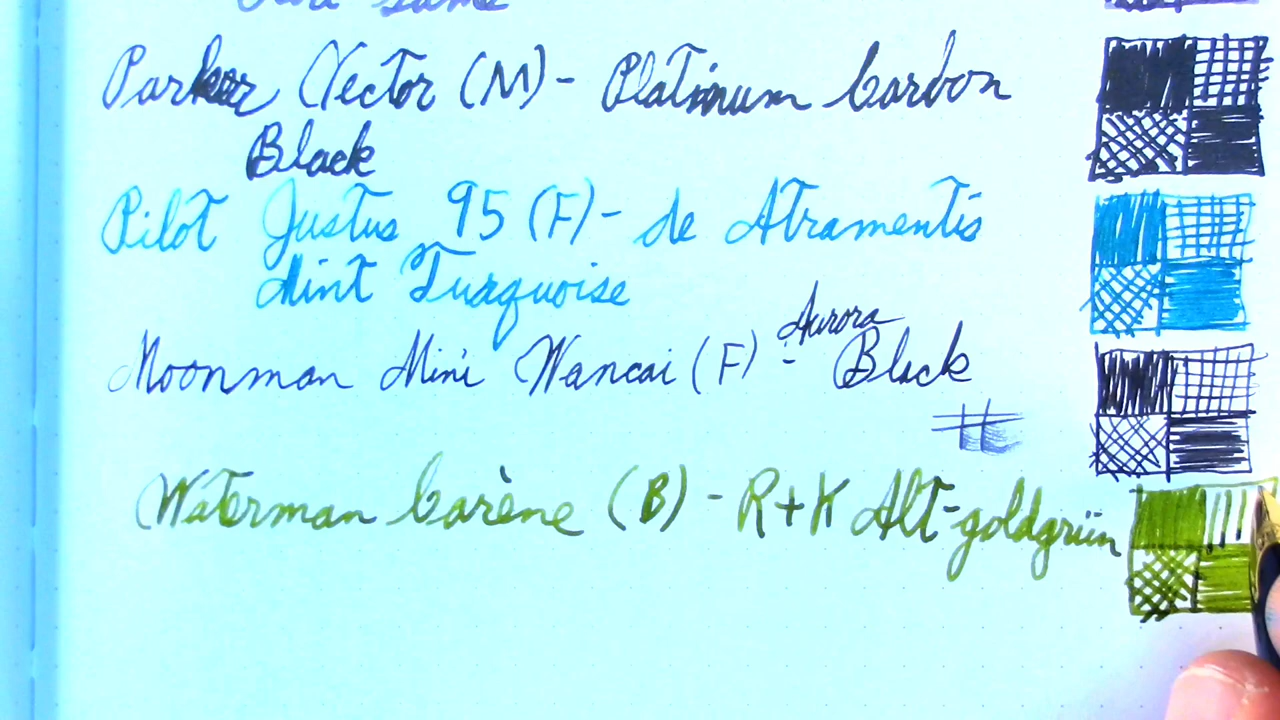 Parker Vector (M) - Platinum Carbon
Black
Pilot Justus 95 (F) - de Atramentis
Mint Turquoise
Aurora
Moonman Mini Wancai (F) - Black
Waterman Carène (B) - R+K Alt-goldgrün